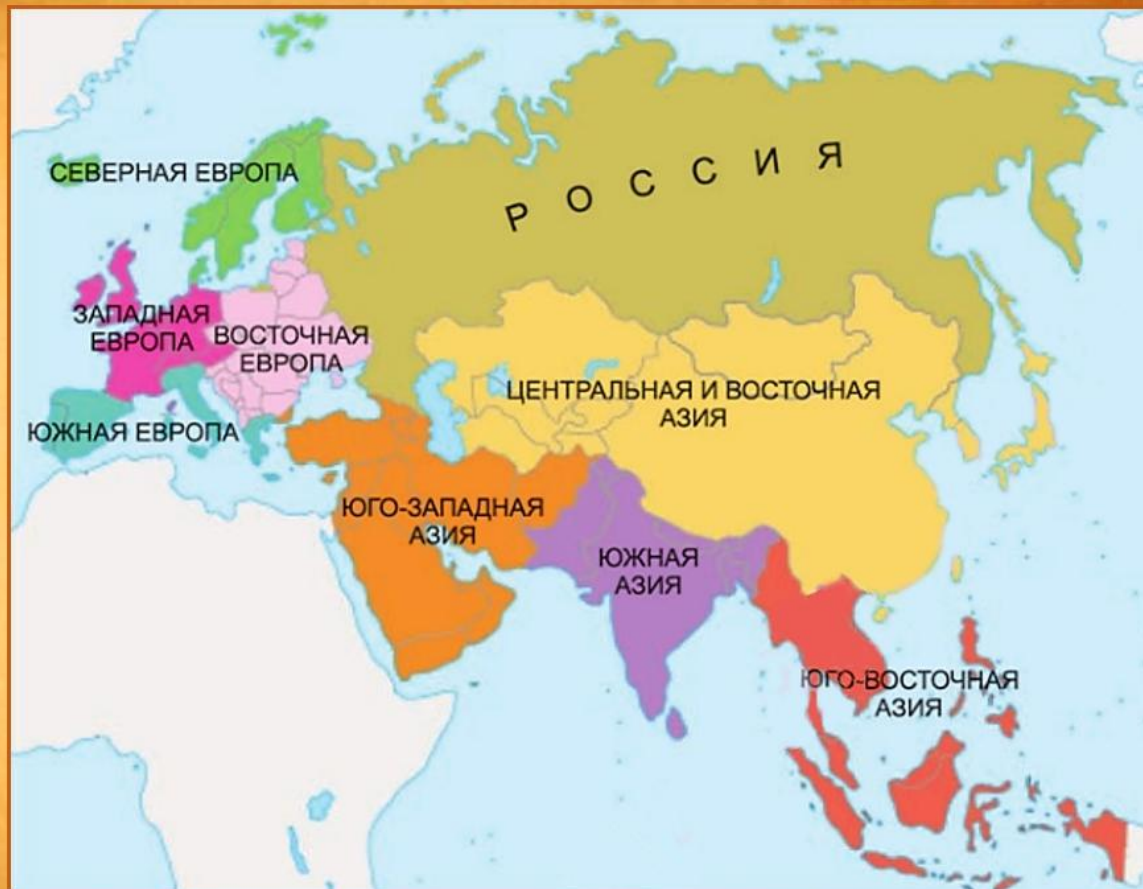 РОССИЯ
СЕВЕРНАЯ ЕВРОПА
ЗАПАДНАЯ
ЕВРОПА
ВОСТОЧНАЯ
ЕВРОПА
ЮЖНАЯ ЕВРОПА
ЦЕНТРАЛЬНАЯ И ВОСТОЧНАЯ
АЗИЯ
ЮГО-ЗАПАДНАЯ
АЗИЯ
ЮЖНАЯ
АЗИЯ
ЮГО-ВОСТОЧНАЯ
АЗИЯ